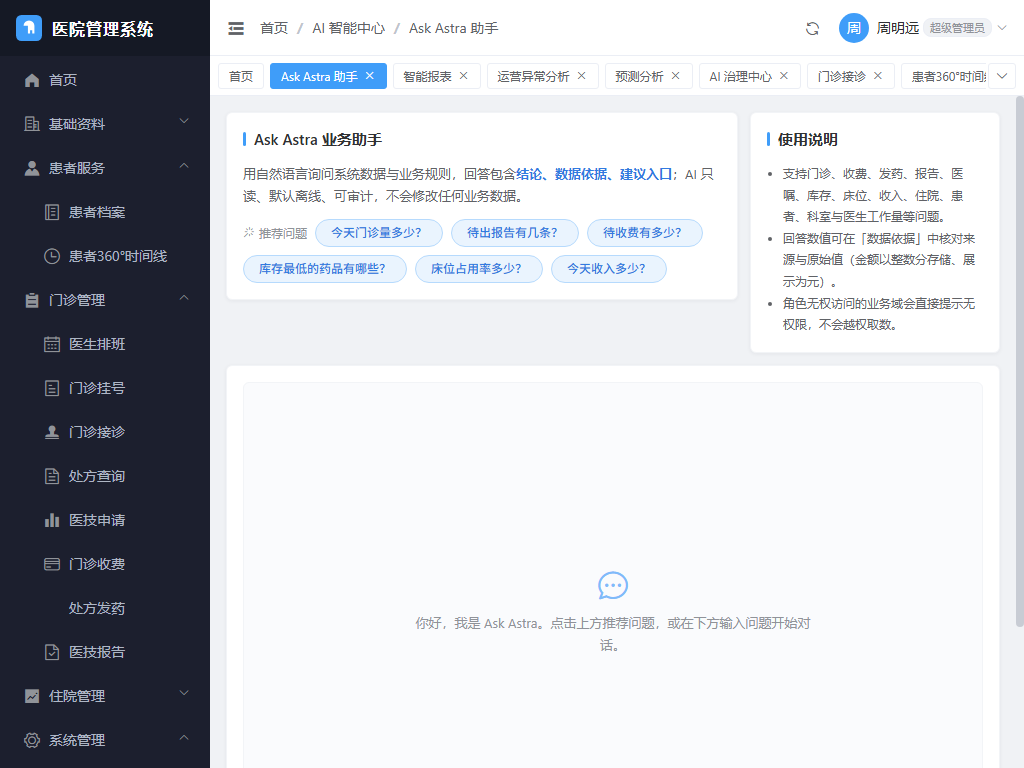 医院管理系统
首页
基础资料
患者服务
患者档案
患者360°时间线
门诊管理
医生排班
门诊挂号
门诊接诊
处方查询
医技申请
门诊收费
处方发药
医技报告
住院管理
系统管理
首页 / AI 智能中心 / Ask Astra 助手
周 周明远 超级管理员
首页 Ask Astra 助手 智能报表 运营异常分析 预测分析 AI 治理中心 门诊接诊 患者360°时间
Ask Astra 业务助手
用自然语言询问系统数据与业务规则，回答包含结论、数据依据、建议入口；AI 只
读、默认离线、可审计，不会修改任何业务数据。
推荐问题 今天门诊量多少？ 待出报告有几条？ 待收费有多少？
库存最低的药品有哪些？ 床位占用率多少？ 今天收入多少？
使用说明
支持门诊、收费、发药、报告、医
嘱、库存、床位、收入、住院、患
者、科室与医生工作量等问题。
回答数值可在「数据依据」中核对来
源与原始值（金额以整数分存储、展
示为元）。
角色无权访问的业务域会直接提示无
权限，不会越权取数。
你好，我是 Ask Astra。点击上方推荐问题，或在下方输入问题开始对
话。